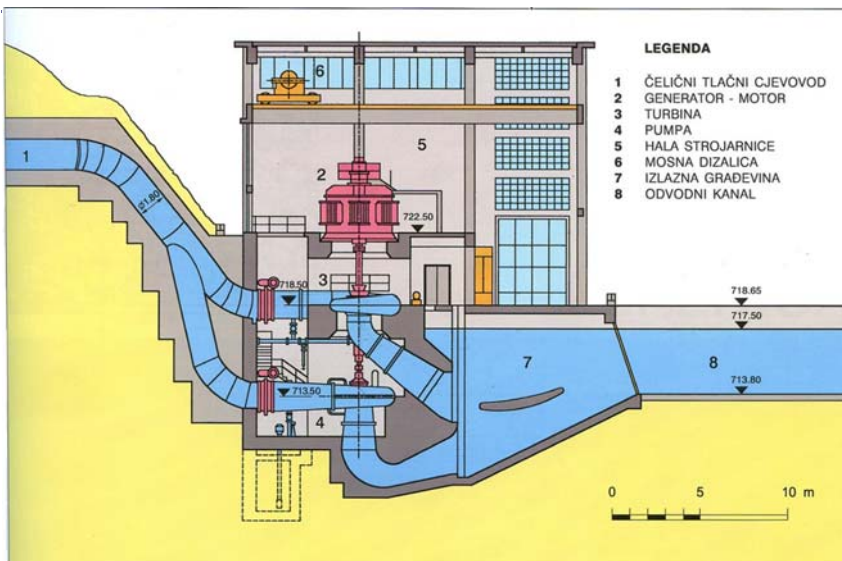 LEGENDA
1 ČELIČNI TLAČNI CJEVOVOD
2 GENERATOR - MOTOR
3 TURBINA
4 PUMPA
5 HALA STROJARNICE
6 MOSNA DIZALICA
7 IZLAZNA GRAĐEVINA
8 ODVODNI KANAL
6
5
1
2
Ø1.80
722.50
3
718.50
718.65
717.50
7
8
713.80
713.50
4
0 5 10 m